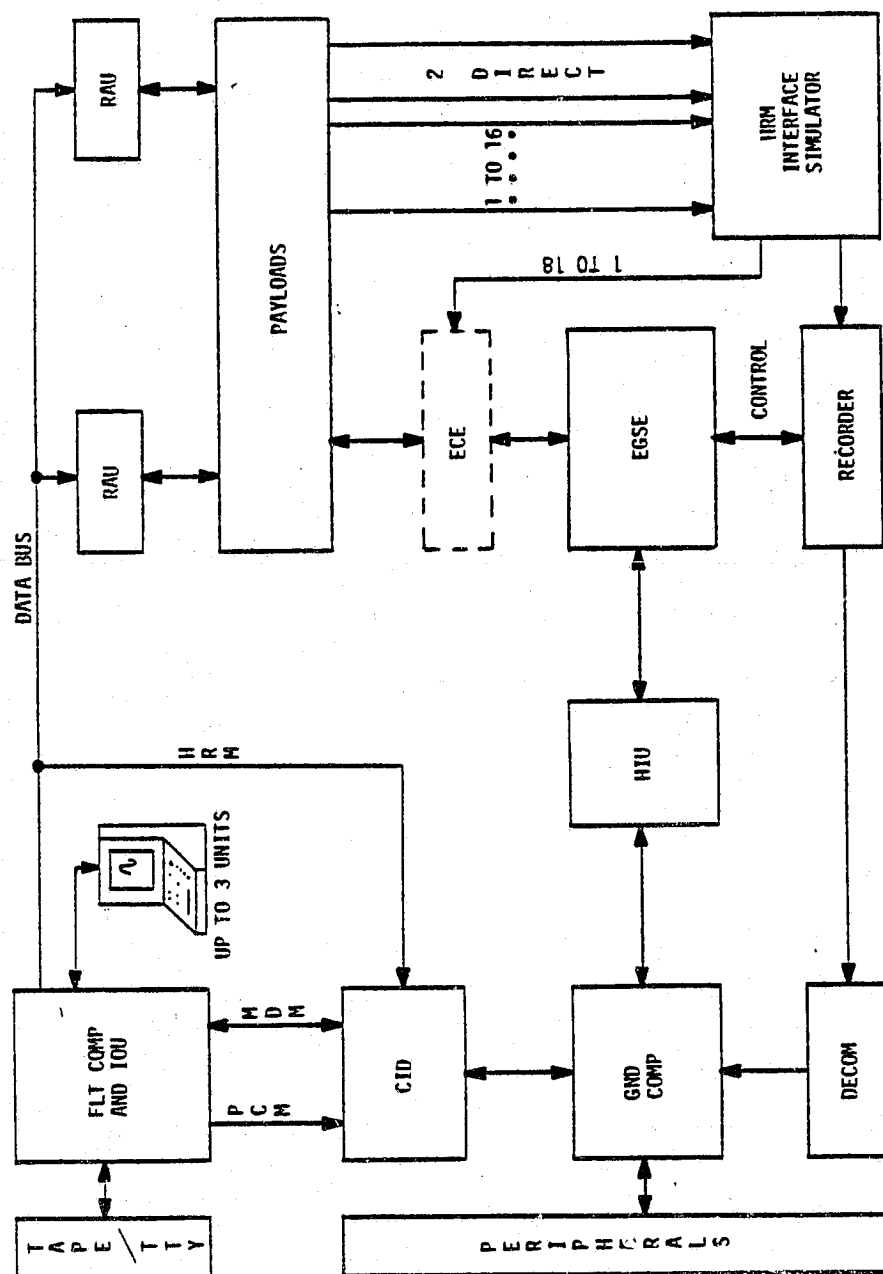 TAPE/TTY
FLT COMP
AND IOU
UP TO 3 UNITS
DATA BUS
RAU
RAU
PCM
MDM
HRM
PAYLOADS
CID
ECE
1 TO 18
1 TO 16
2 DIRECT
PERIPHERALS
GND
COMP
HIU
EGSE
HRM
INTERFACE
SIMULATOR
CONTROL
DECOM
RECORDER